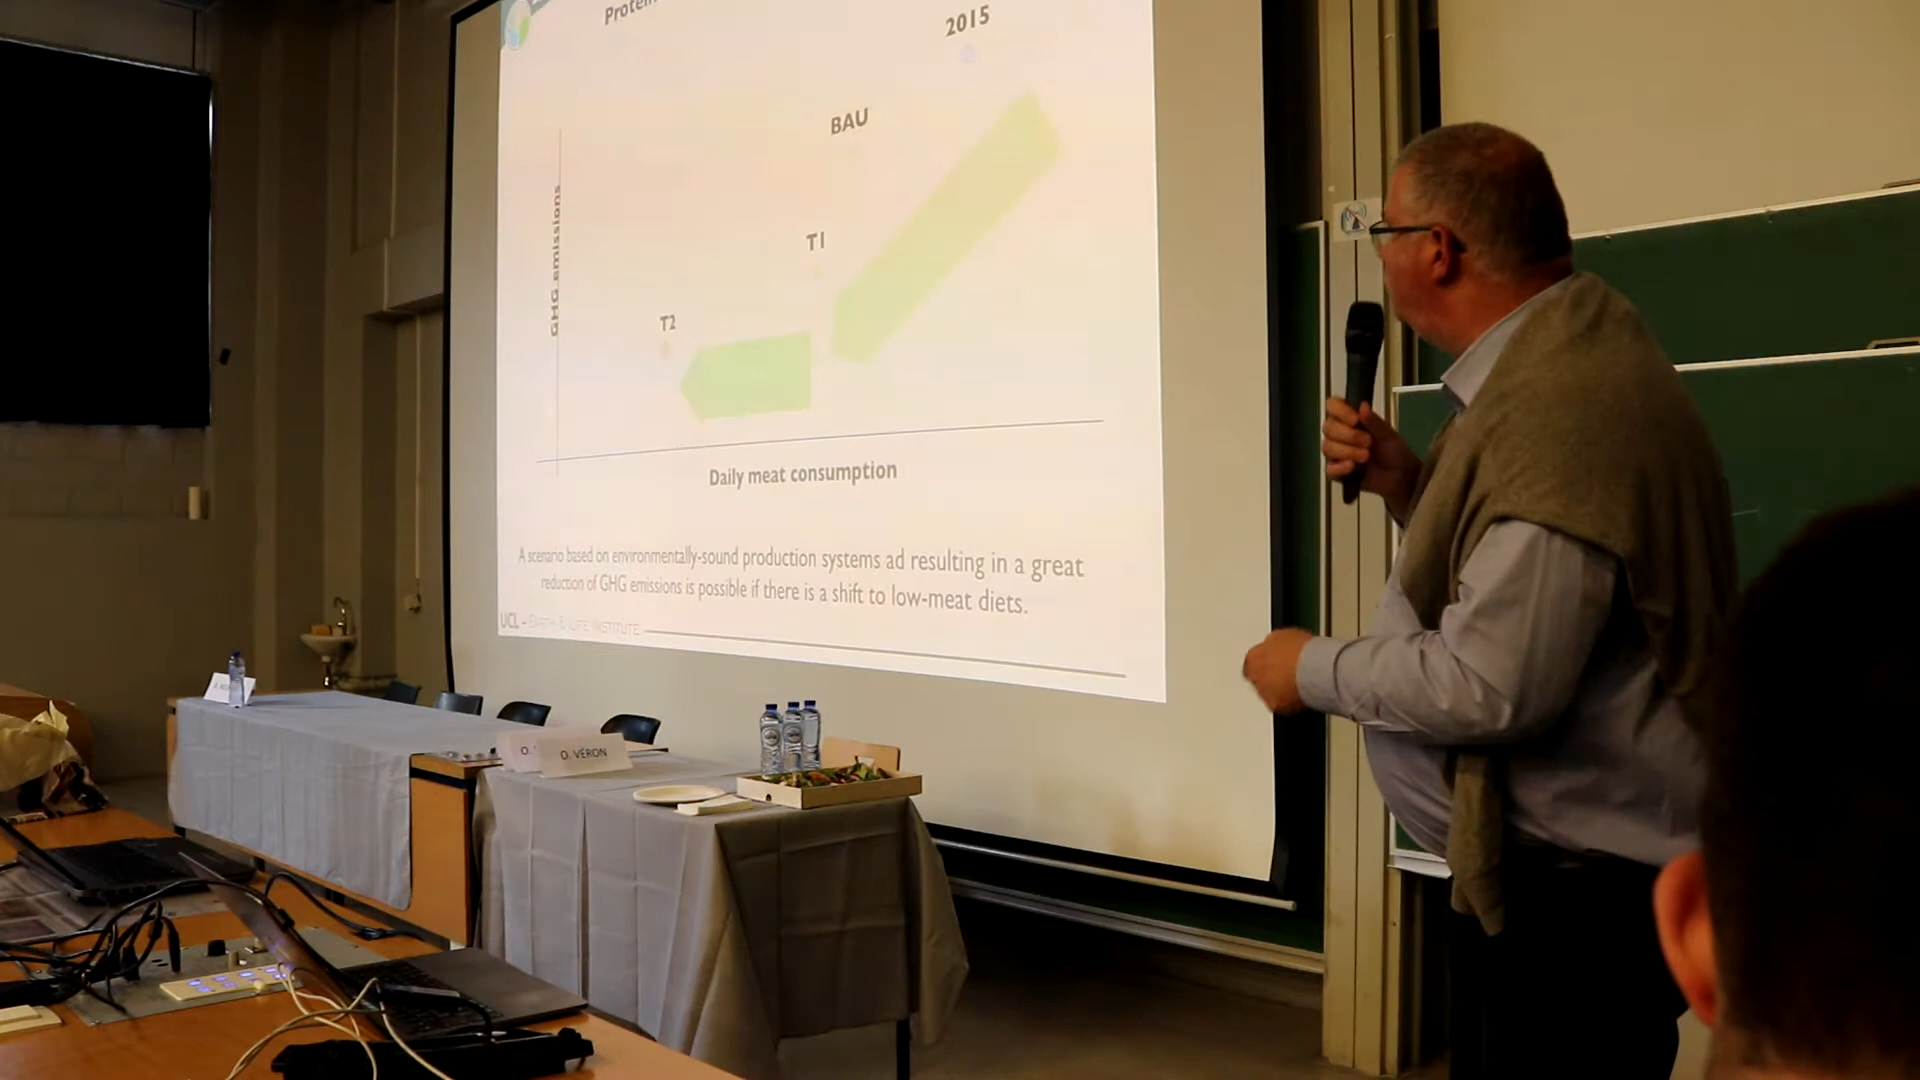 2015
BAU
T1
T2
GHG emissions
Daily meat consumption
A scenario based on environmentally-sound production systems ad resulting in a great
reduction of GHG emissions is possible if there is a shift to low-meat diets.
UCL - EARTH & LIFE INSTITUTE
O. VÉRON